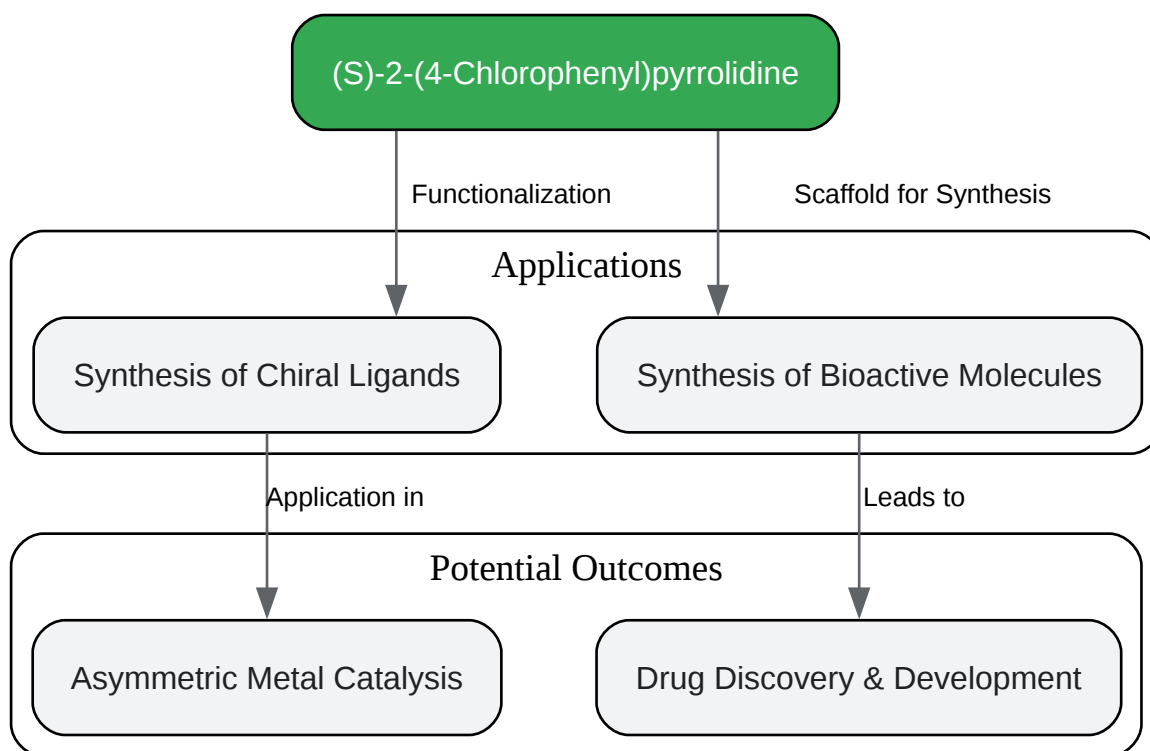 (S)-2-(4-Chlorophenyl)pyrrolidine
Functionalization
Scaffold for Synthesis
Applications
Synthesis of Chiral Ligands
Synthesis of Bioactive Molecules
Application in
Leads to
Potential Outcomes
Asymmetric Metal Catalysis
Drug Discovery & Development